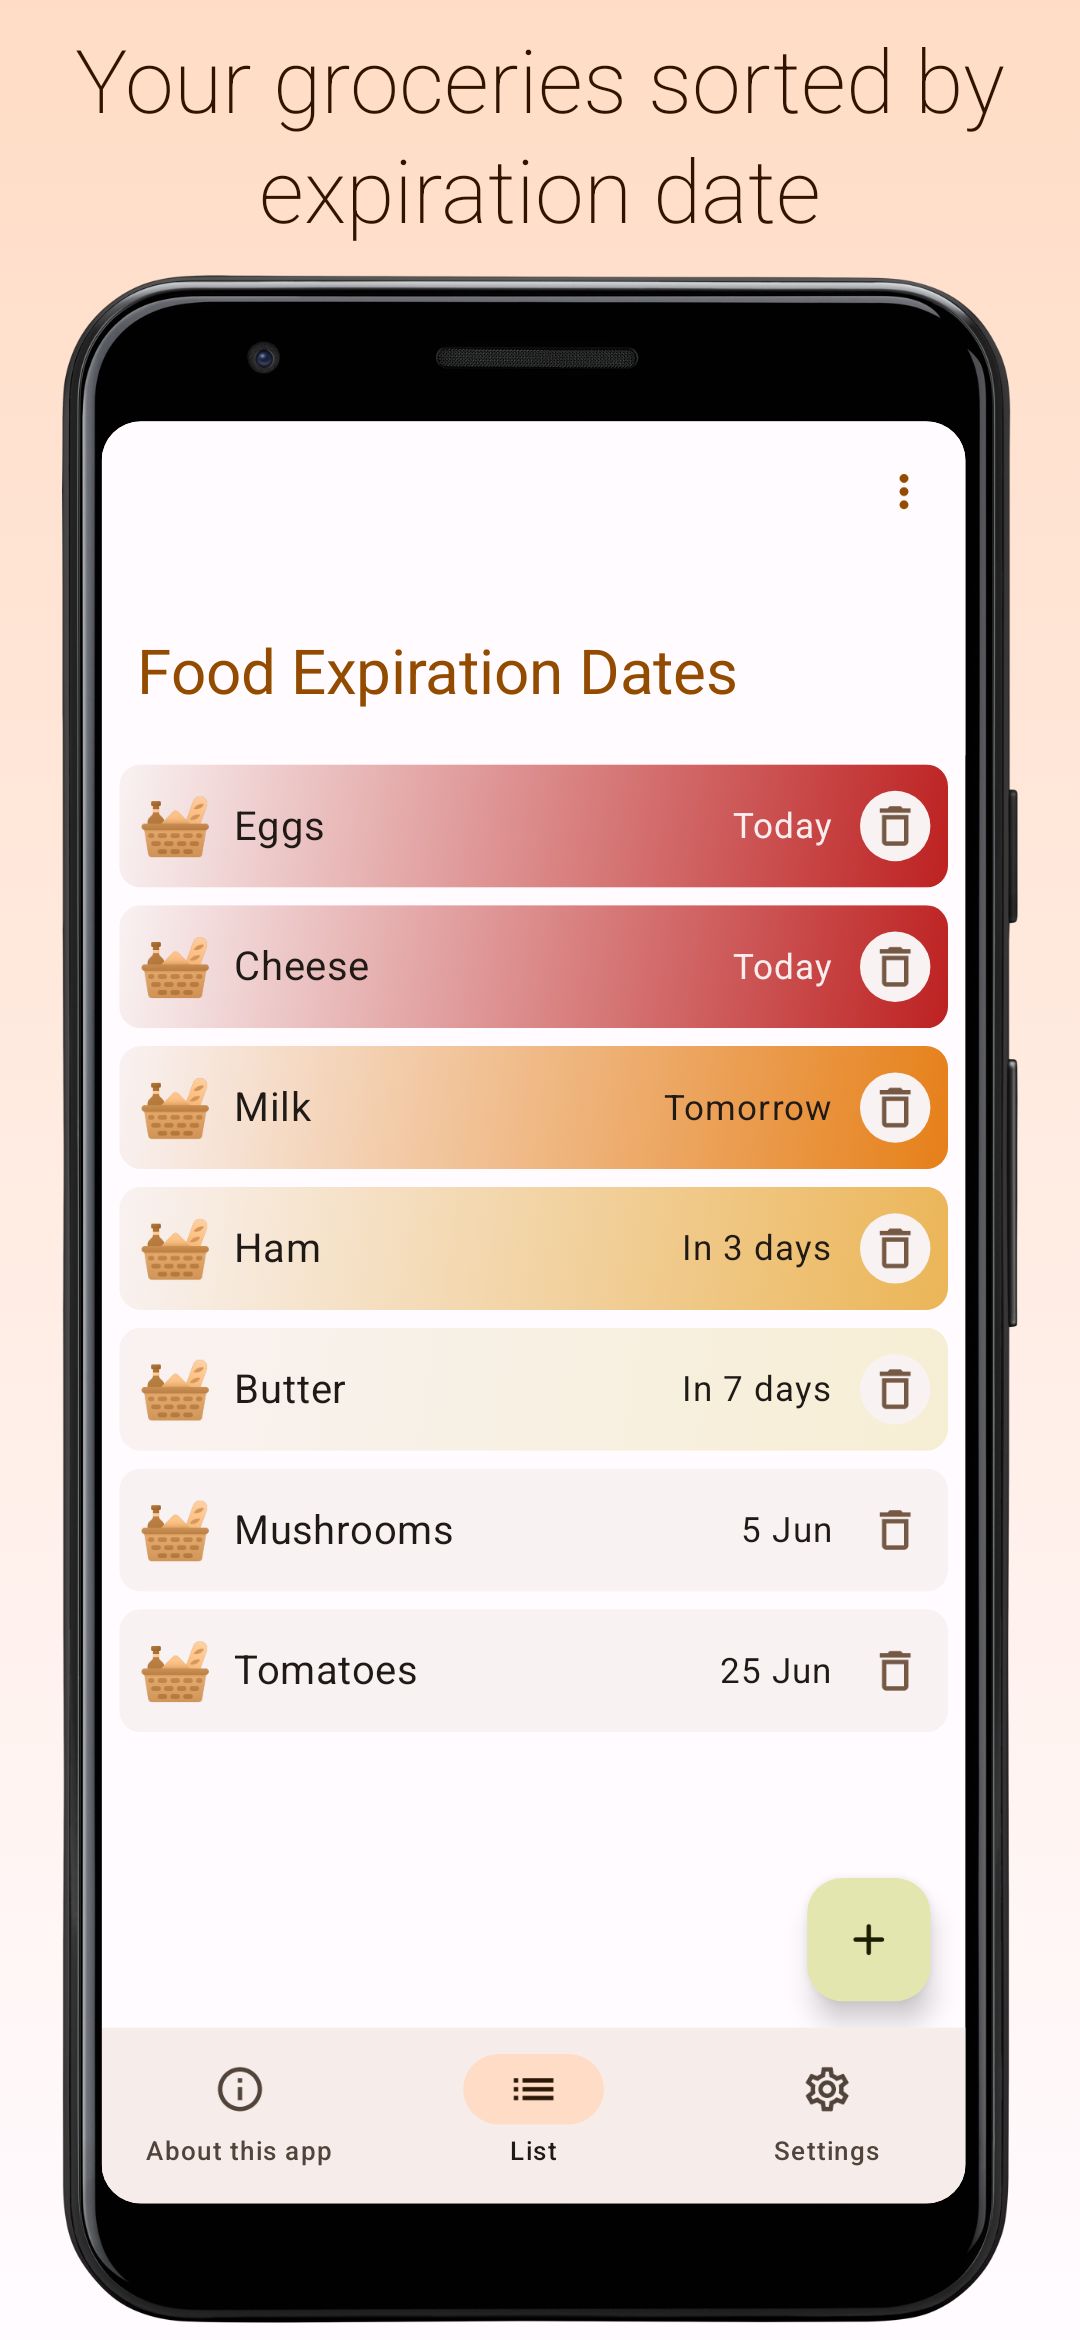 Your groceries sorted by
expiration date
Food Expiration Dates
Eggs Today
Cheese Today
Milk Tomorrow
Ham In 3 days
Butter In 7 days
Mushrooms 5 Jun
Tomatoes 25 Jun
About this app List Settings